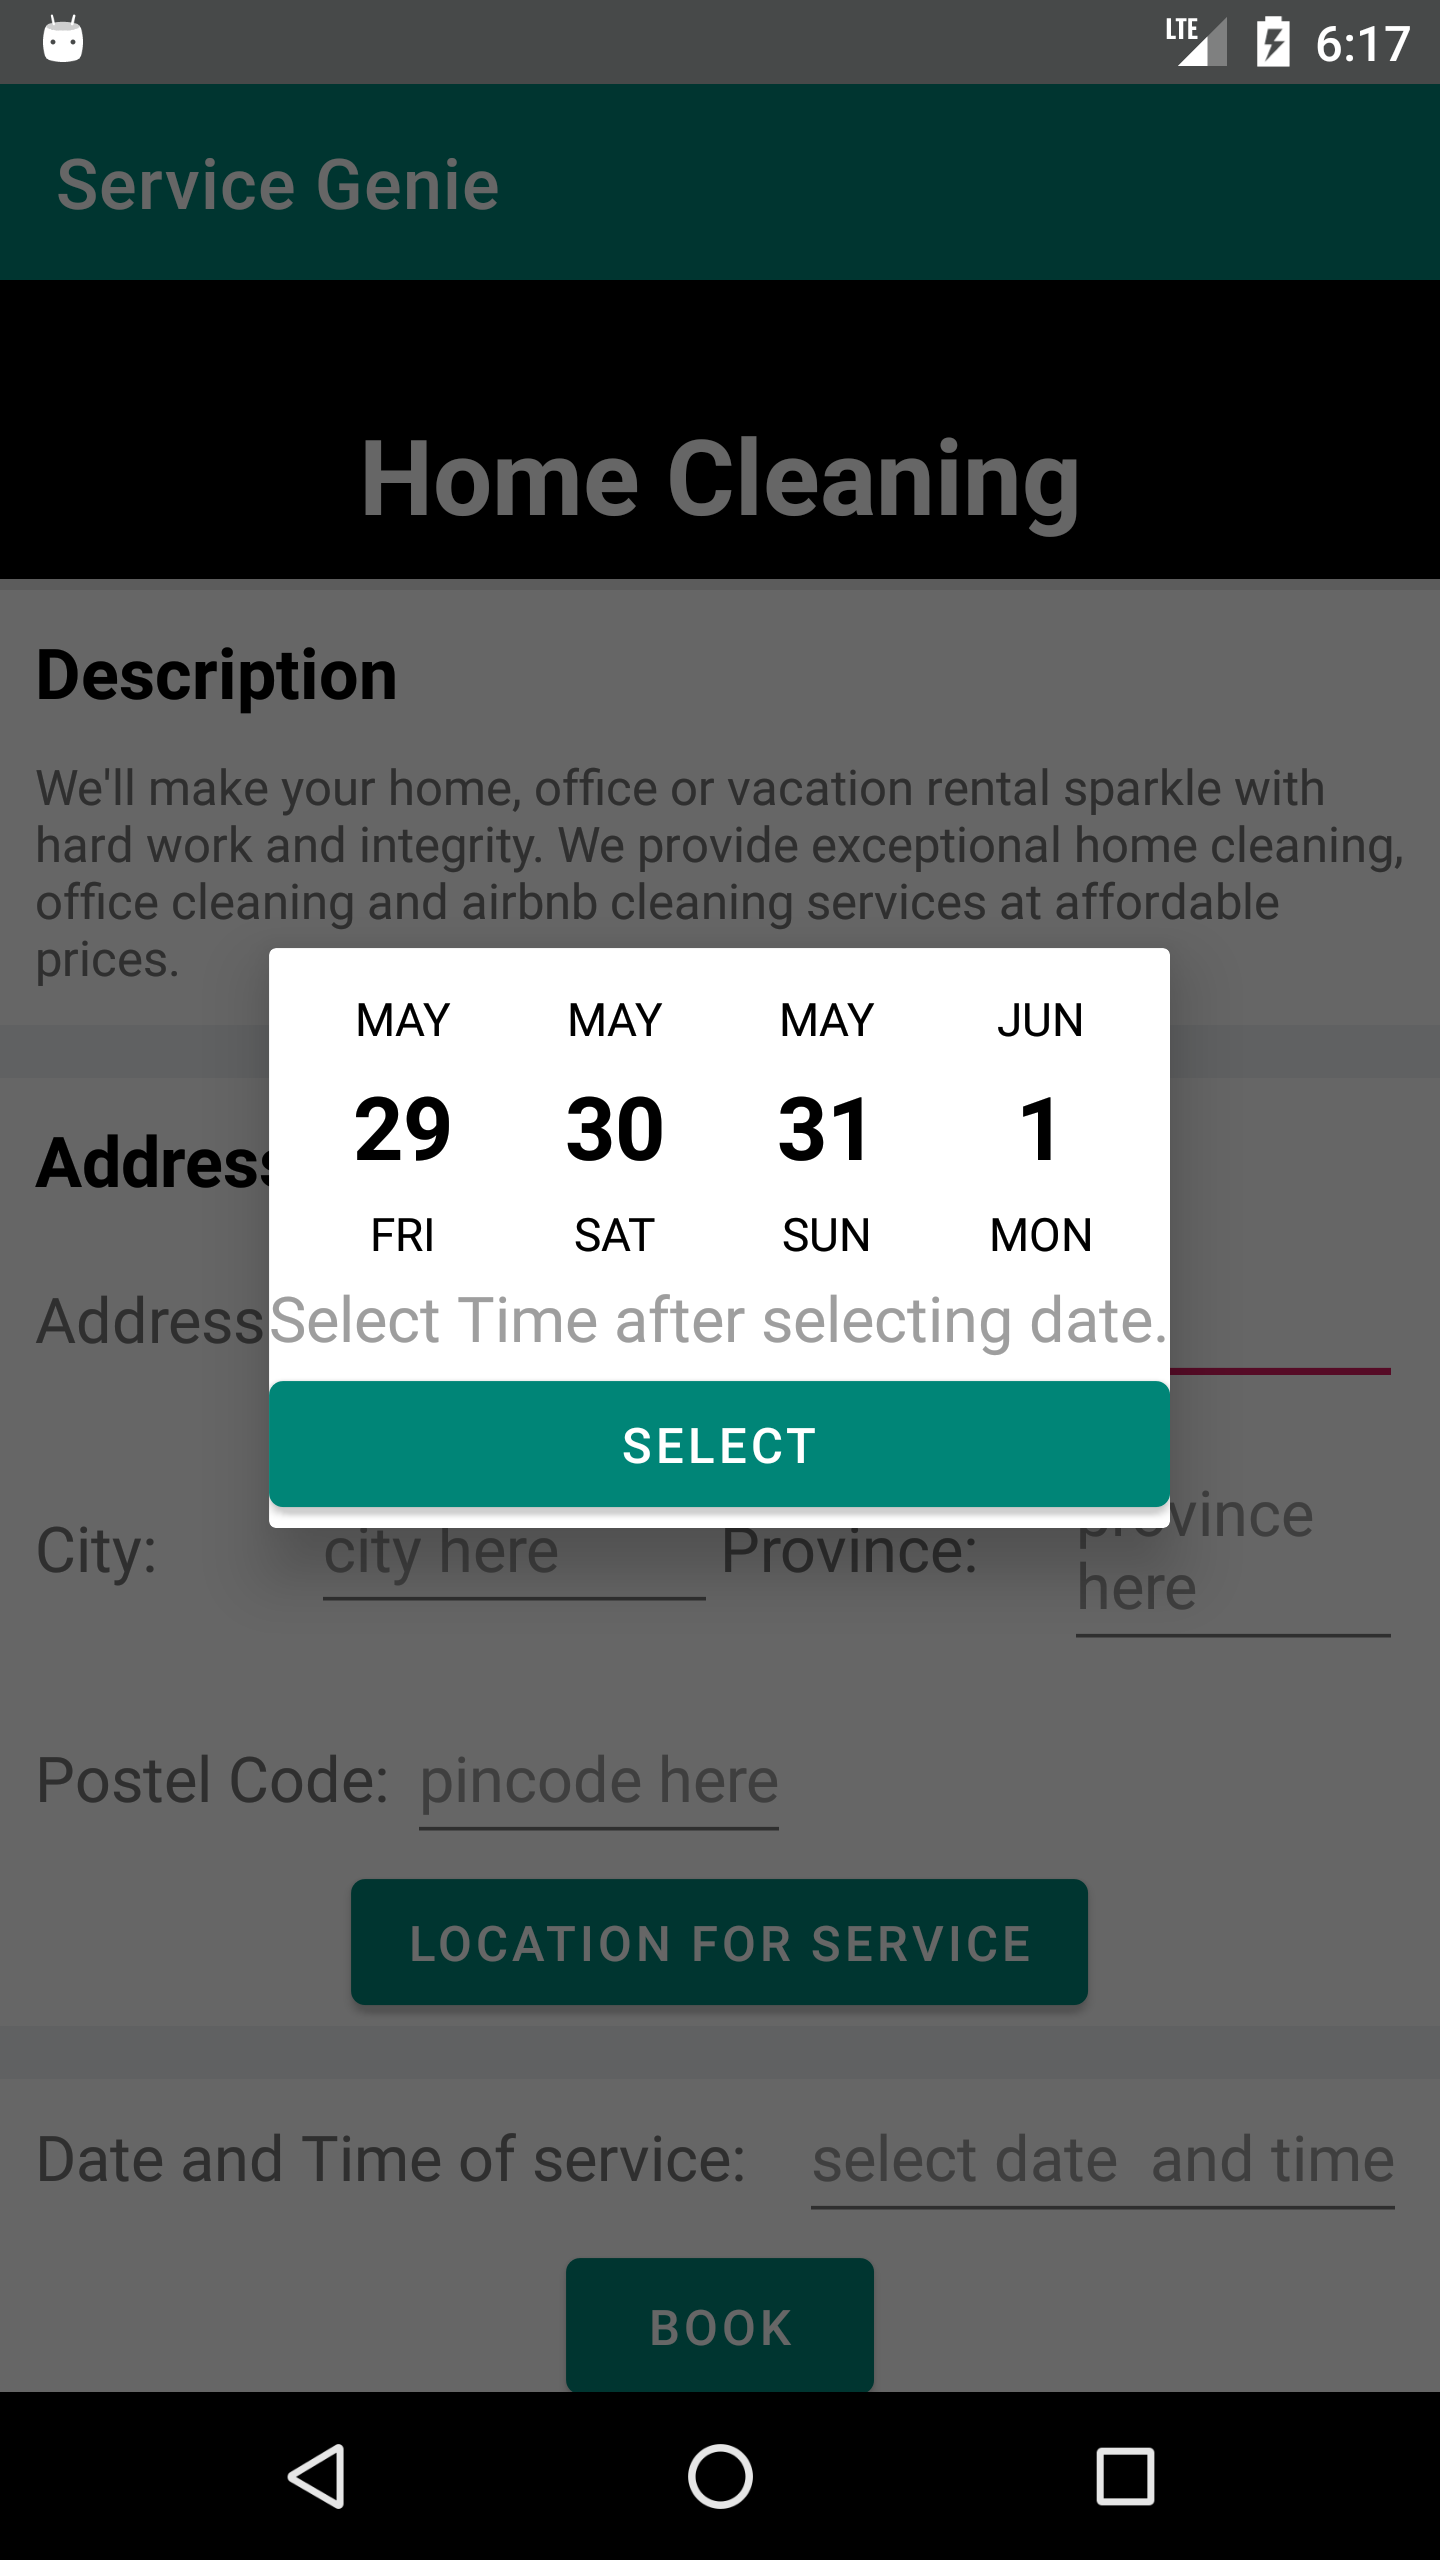 LTE 6:17
Service Genie
Home Cleaning
Description
We'll make your home, office or vacation rental sparkle with
hard work and integrity. We provide exceptional home cleaning,
office cleaning and airbnb cleaning services at affordable
prices.
MAY MAY MAY JUN
29 30 31 1
FRI SAT SUN MON
Select Time after selecting date.
SELECT
Address
Address
City: city here Province: province
here
Postel Code: pincode here
LOCATION FOR SERVICE
Date and Time of service: select date  and time
BOOK